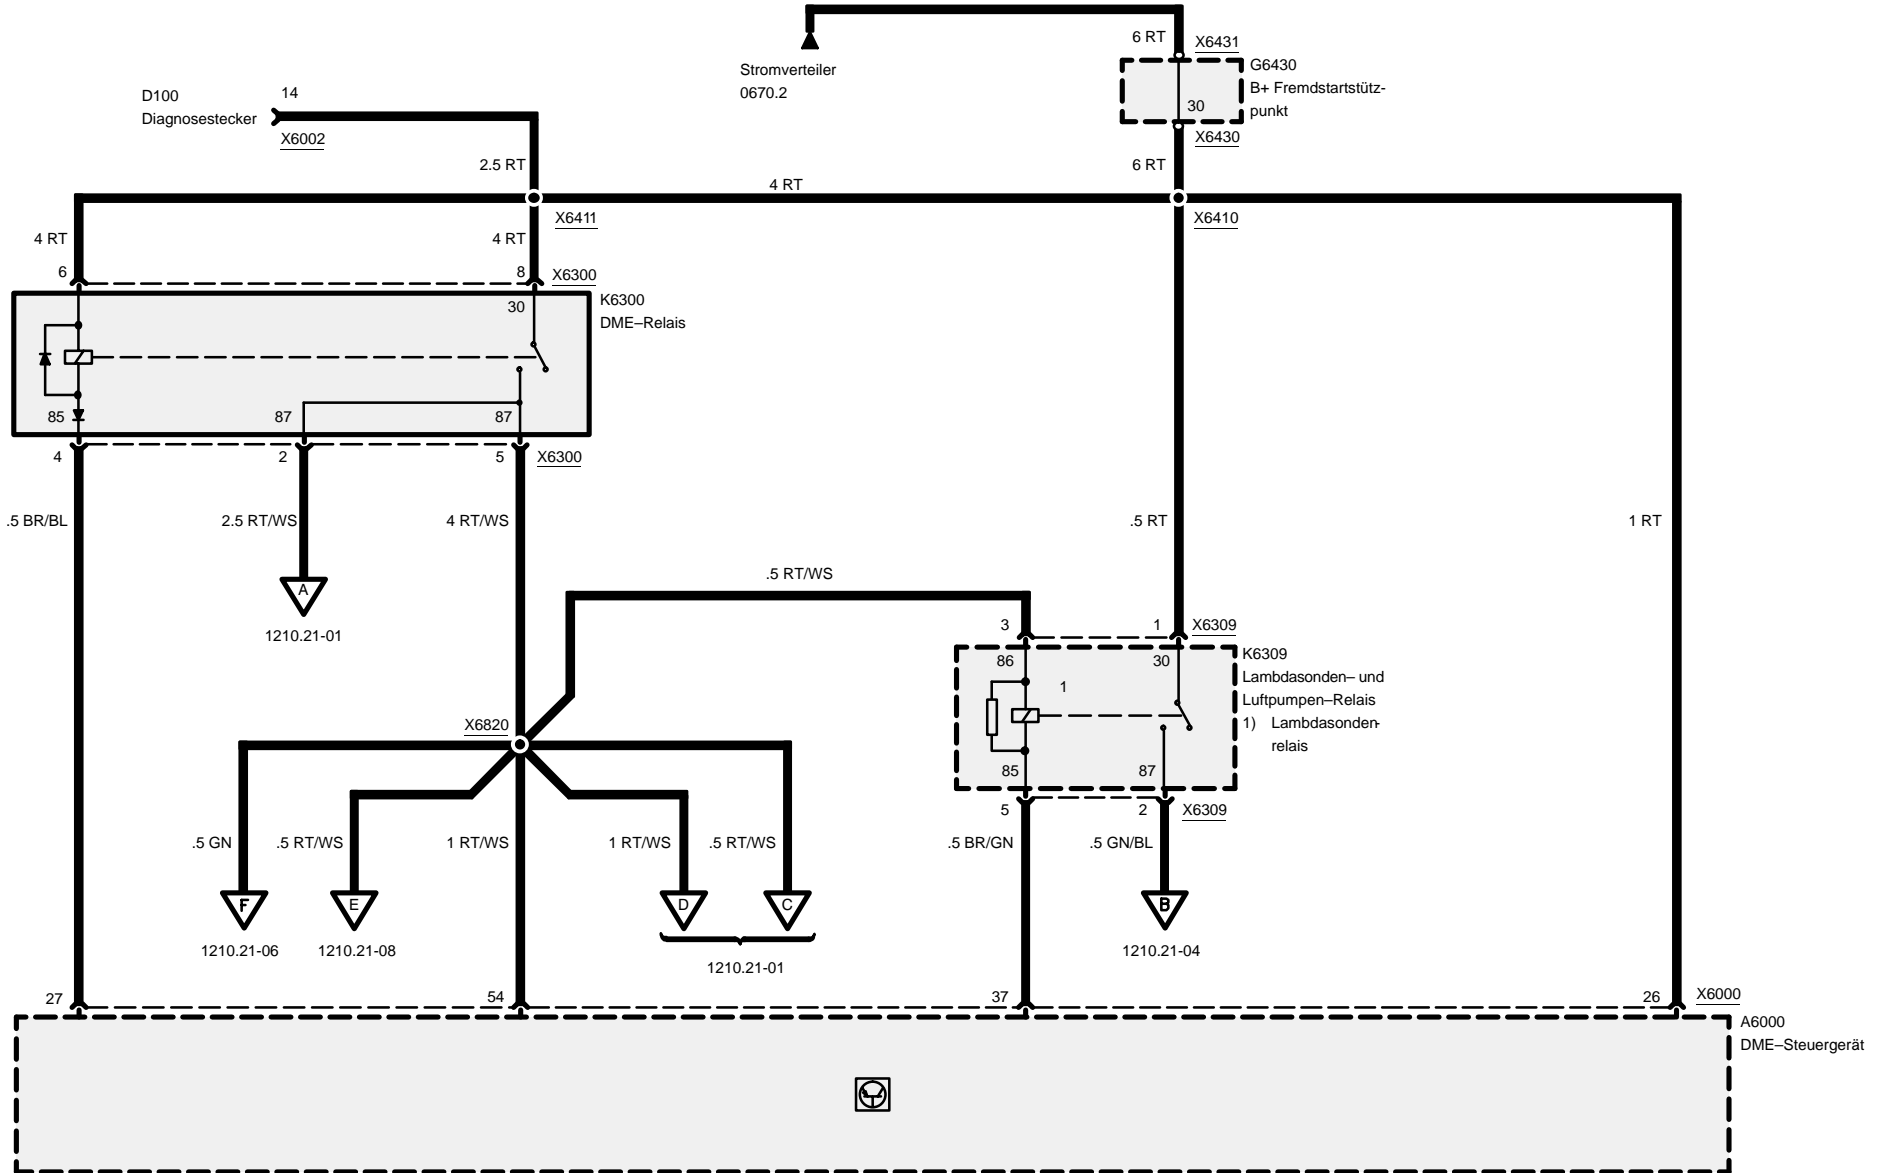 6 RT
X6431
Stromverteiler
0670.2
G6430
B+ Fremdstartstütz-
punkt
30
X6430
D100
Diagnosestecker
14
X6002
2.5 RT
6 RT
4 RT
X6411
X6410
4 RT
4 RT
6
8
X6300
K6300
DME–Relais
30
85
87
87
4
2
5
X6300
.5 BR/BL
2.5 RT/WS
4 RT/WS
.5 RT
1 RT
A
1210.21-01
.5 RT/WS
3
1
X6309
K6309
Lambdasonden– und
Luftpumpen–Relais
1) Lambdasonden-
relais
86
1
30
85
87
X6820
5
2
X6309
.5 GN
.5 RT/WS
1 RT/WS
1 RT/WS
.5 RT/WS
.5 BR/GN
.5 GN/BL
F
E
D
C
B
1210.21-06
1210.21-08
1210.21-01
1210.21-04
27
54
37
26
X6000
A6000
DME–Steuergerät